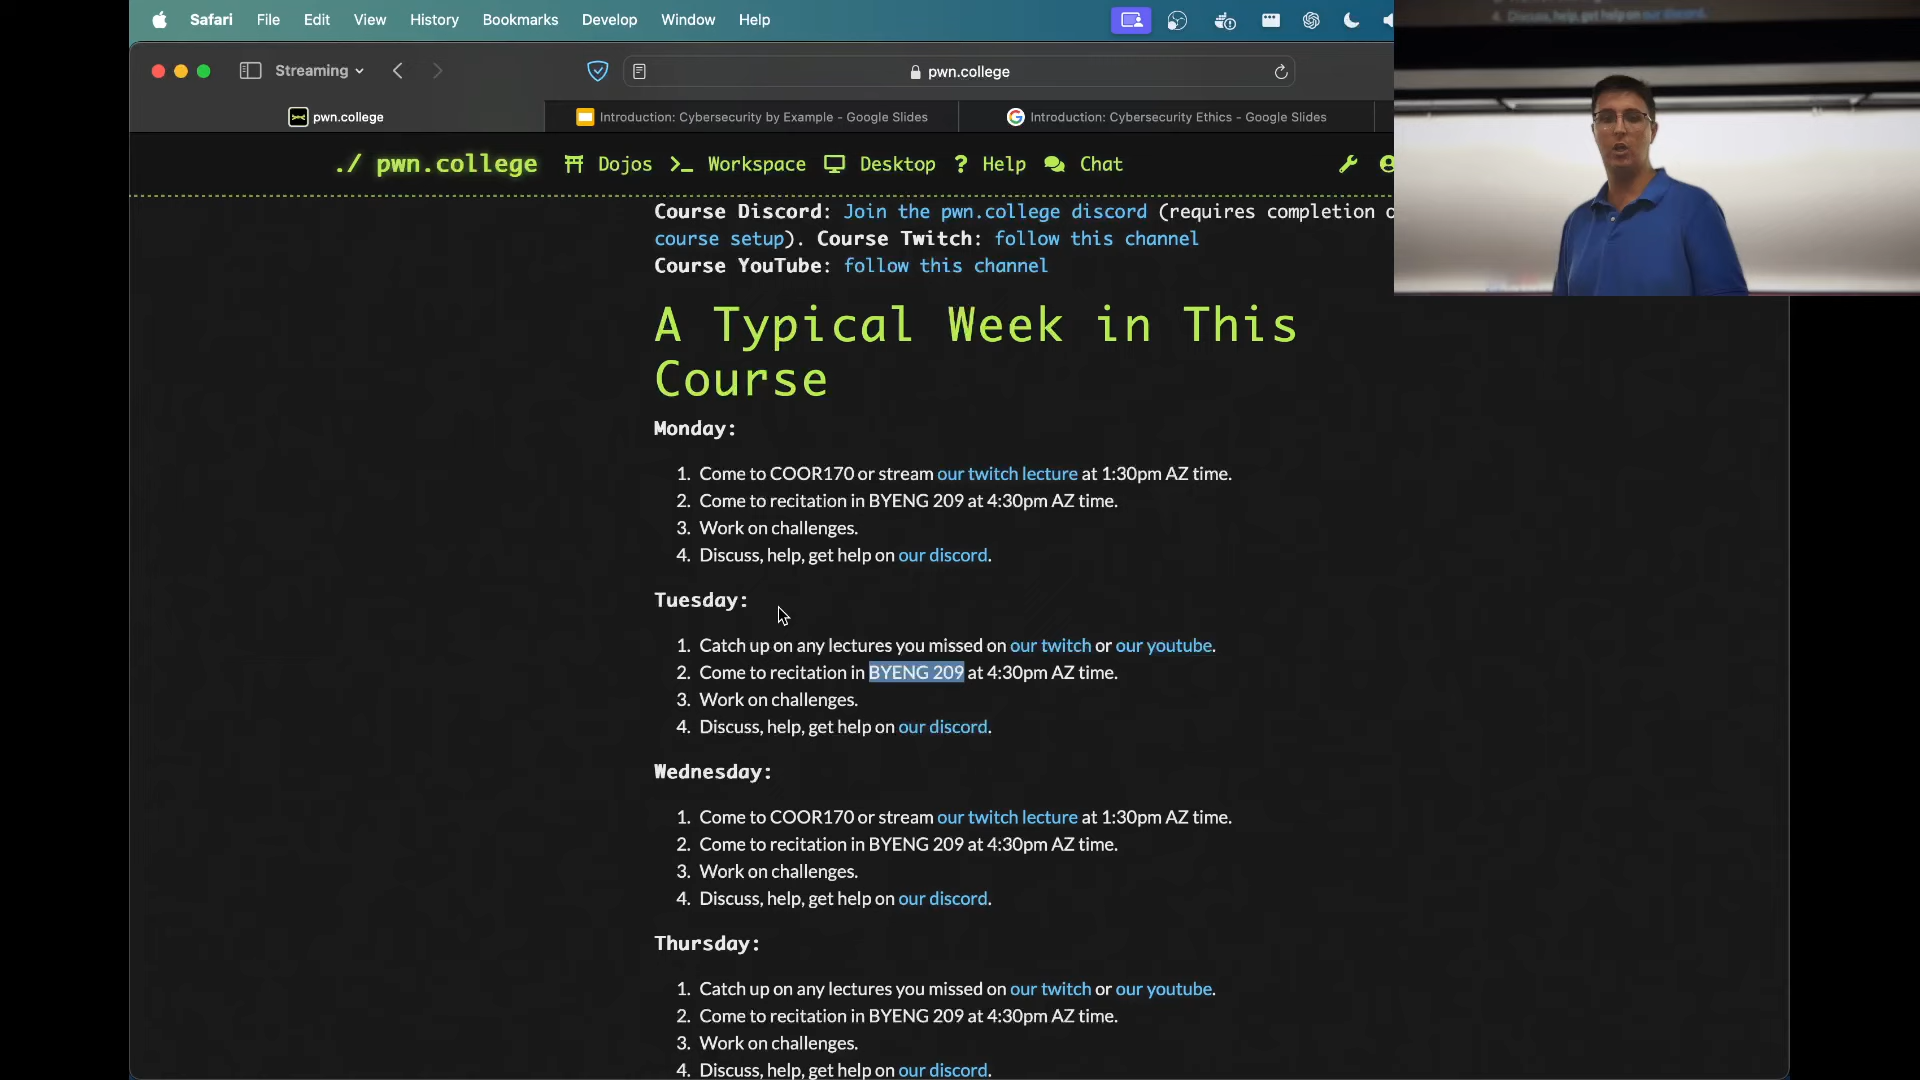 4. Discuss, help, get help on our discord.
Safari File Edit View History Bookmarks Develop Window Help
Streaming
pwn.college
pwn.college
Introduction: Cybersecurity by Example - Google Slides
Introduction: Cybersecurity Ethics - Google Slides
./ pwn.college Dojos Workspace Desktop ? Help Chat
Course Discord: Join the pwn.college discord (requires completion
course setup). Course Twitch: follow this channel
Course YouTube: follow this channel
A Typical Week in This
Course
Monday:
1. Come to COOR170 or stream our twitch lecture at 1:30pm AZ time.
2. Come to recitation in BYENG 209 at 4:30pm AZ time.
3. Work on challenges.
4. Discuss, help, get help on our discord.
Tuesday:
1. Catch up on any lectures you missed on our twitch or our youtube.
2. Come to recitation in BYENG 209 at 4:30pm AZ time.
3. Work on challenges.
4. Discuss, help, get help on our discord.
Wednesday:
1. Come to COOR170 or stream our twitch lecture at 1:30pm AZ time.
2. Come to recitation in BYENG 209 at 4:30pm AZ time.
3. Work on challenges.
4. Discuss, help, get help on our discord.
Thursday:
1. Catch up on any lectures you missed on our twitch or our youtube.
2. Come to recitation in BYENG 209 at 4:30pm AZ time.
3. Work on challenges.
4. Discuss, help, get help on our discord.